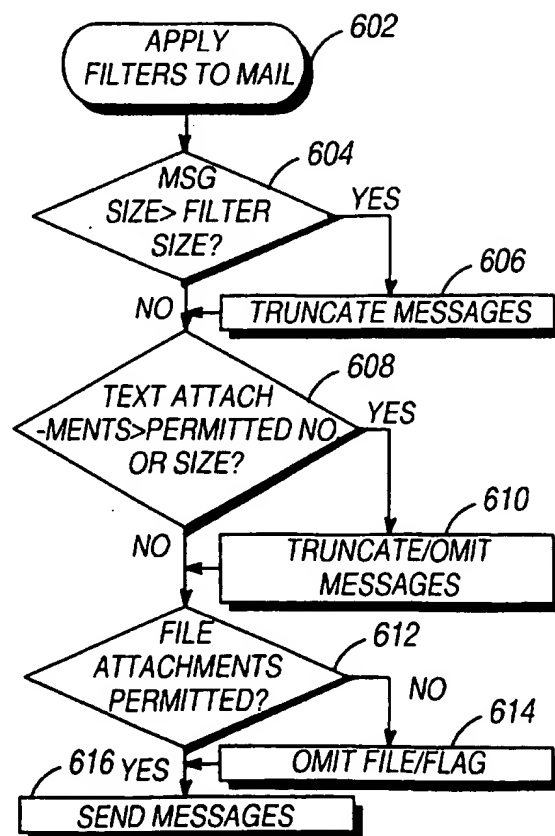 602
APPLY
FILTERS TO MAIL
604
MSG
SIZE> FILTER
SIZE?
YES
606
NO
TRUNCATE MESSAGES
608
TEXT ATTACH
-MENTS>PERMITTED NO.
OR SIZE?
YES
610
NO
TRUNCATE/OMIT
MESSAGES
612
FILE
ATTACHMENTS
PERMITTED?
NO
614
616
YES
OMIT FILE/FLAG
SEND MESSAGES